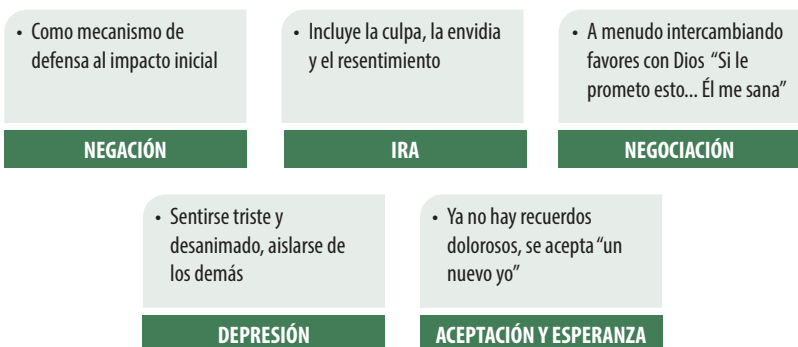 • Como mecanismo de
defensa al impacto inicial
NEGACIÓN
• Incluye la culpa, la envidia
y el resentimiento
IRA
• A menudo intercambiando
favores con Dios “Si le
prometo esto... Él me sana”
NEGOCIACIÓN
• Sentirse triste y
desanimado, aislarse de
los demás
DEPRESIÓN
• Ya no hay recuerdos
dolorosos, se acepta “un
nuevo yo”
ACEPTACIÓN Y ESPERANZA